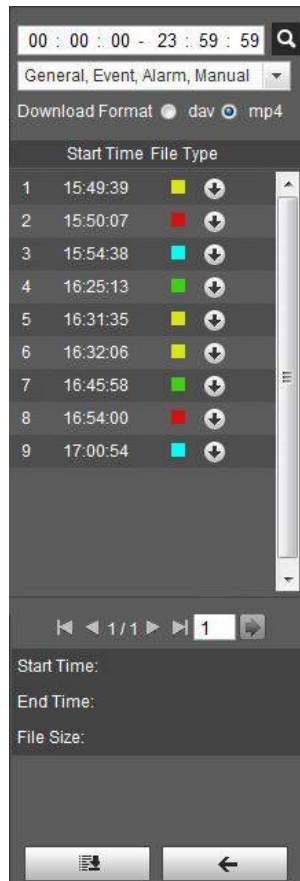 00 : 00 : 00 - 23 : 59 : 59
General, Event, Alarm, Manual
Download Format dav mp4
Start Time File Type
1 15:49:39
2 15:50:07
3 15:54:38
4 16:25:13
5 16:31:35
6 16:32:06
7 16:45:58
8 16:54:00
9 17:00:54
1/1 1
Start Time:
End Time:
File Size: